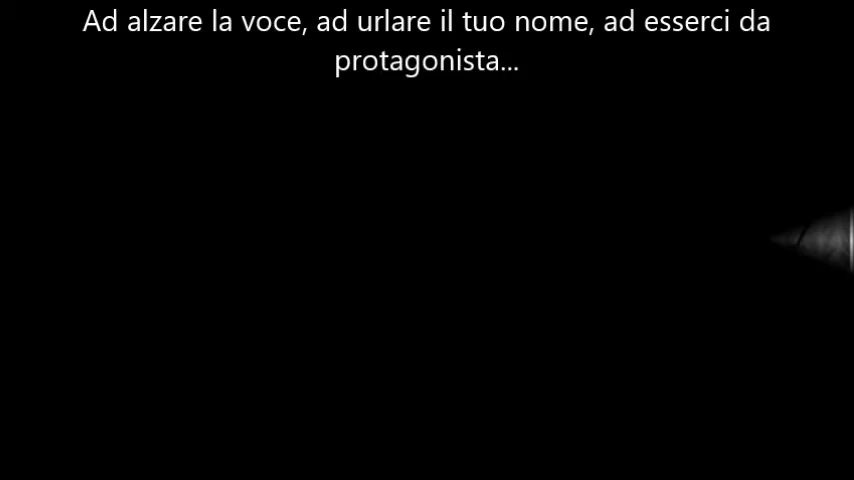 Ad alzare la voce, ad urlare il tuo nome, ad esserci da
protagonista...